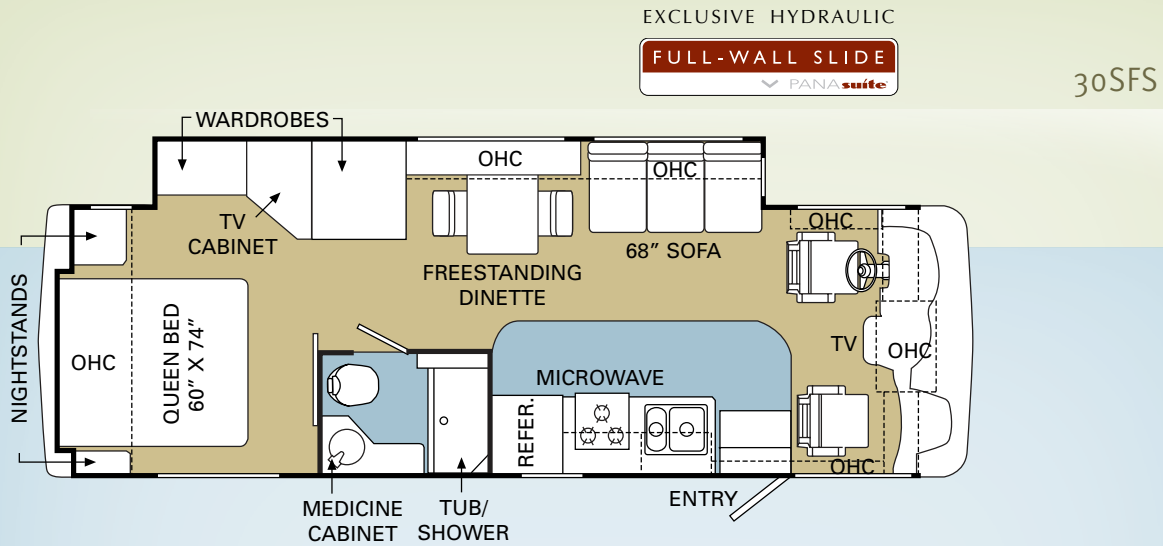 EXCLUSIVE HYDRAULIC
FULL-WALL SLIDE
PANAsuite
30SFS
WARDROBES
OHC
OHC
TV
CABINET
OHC
68” SOFA
FREESTANDING
DINETTE
NIGHTSTANDS
OHC
QUEEN BED
60” X 74”
TV
OHC
MICROWAVE
REFER.
OHC
ENTRY
MEDICINE
CABINET
TUB/
SHOWER